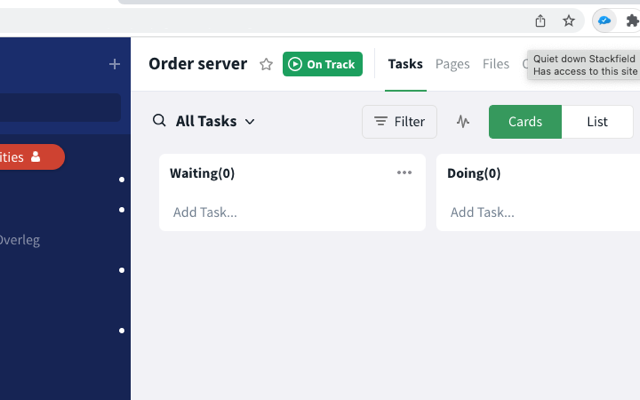 Quiet down Stackfield
Has access to this site
Order server
On Track
Tasks
Pages
Files
All Tasks
Filter
Cards
List
ities
Overleg
Waiting(0)
Add Task...
Doing(0)
Add Task...